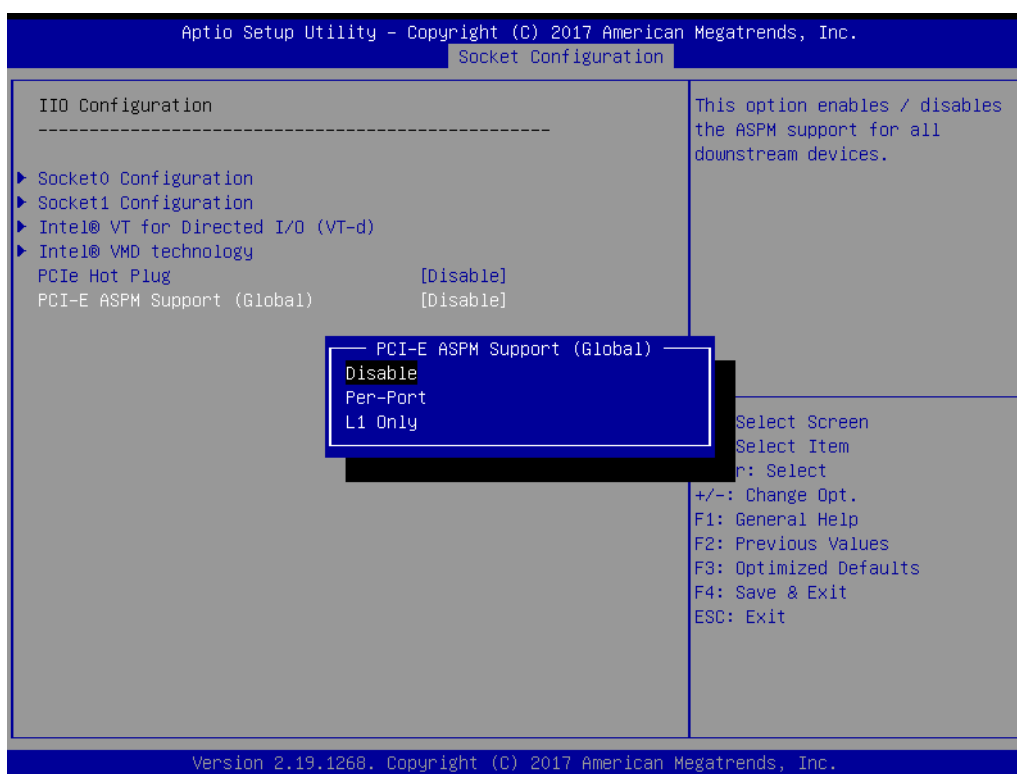 Aptio Setup Utility – Copyright (C) 2017 American Megatrends, Inc.
Socket Configuration
IIO Configuration
--------------------------------------------------
Socket0 Configuration
Socket1 Configuration
Intel® VT for Directed I/O (VT-d)
Intel® VMD technology
PCIe Hot Plug [Disable]
PCI-E ASPM Support (Global) [Disable]
PCI-E ASPM Support (Global)
Disable
Per-Port
L1 Only
This option enables / disables
the ASPM support for all
downstream devices.
Select Screen
Select Item
r: Select
+/-: Change Opt.
F1: General Help
F2: Previous Values
F3: Optimized Defaults
F4: Save & Exit
ESC: Exit
Version 2.19.1268. Copyright (C) 2017 American Megatrends, Inc.